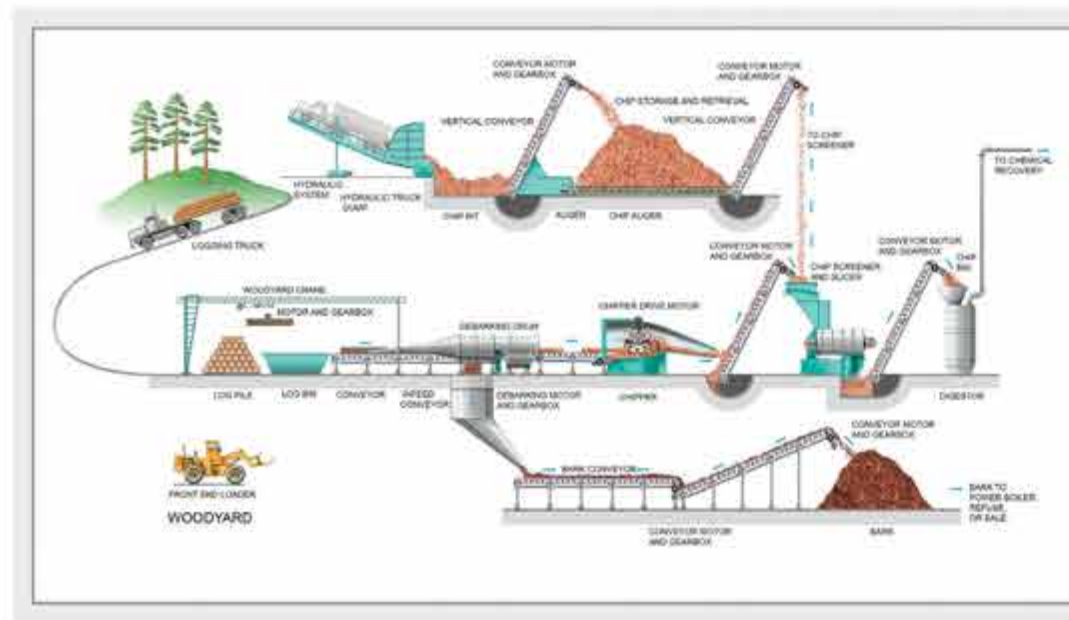 CONVEYOR MOTOR
AND GEARBOX
CONVEYOR MOTOR
AND GEARBOX
CHIP STORAGE AND RETRIEVAL
VERTICAL CONVEYOR
VERTICAL CONVEYOR
TO CHIP
SCREENER
TO CHEMICAL
RECOVERY
HYDRAULIC
SYSTEM
HYDRAULIC TRUCK
DUMP
CHIP PIT
AUGER
CHIP AUGER
LOGGING TRUCK
CONVEYOR MOTOR
AND GEARBOX
CHIP SCREENER
AND SLICER
CONVEYOR MOTOR
AND GEARBOX
CHIP
BIN
WOODYARD CRANE
MOTOR AND GEARBOX
CHIPPER DRIVE MOTOR
DEBARKING DRUM
LOG PILE
LOG BIN
CONVEYOR
INFEED
CONVEYOR
DEBARKING MOTOR
AND GEARBOX
CHIPPER
DIGESTOR
CONVEYOR MOTOR
AND GEARBOX
BARK CONVEYOR
FRONT END LOADER
WOODYARD
CONVEYOR MOTOR
AND GEARBOX
BARK
BARK TO
POWER BOILER,
REFUSE
OR SALE